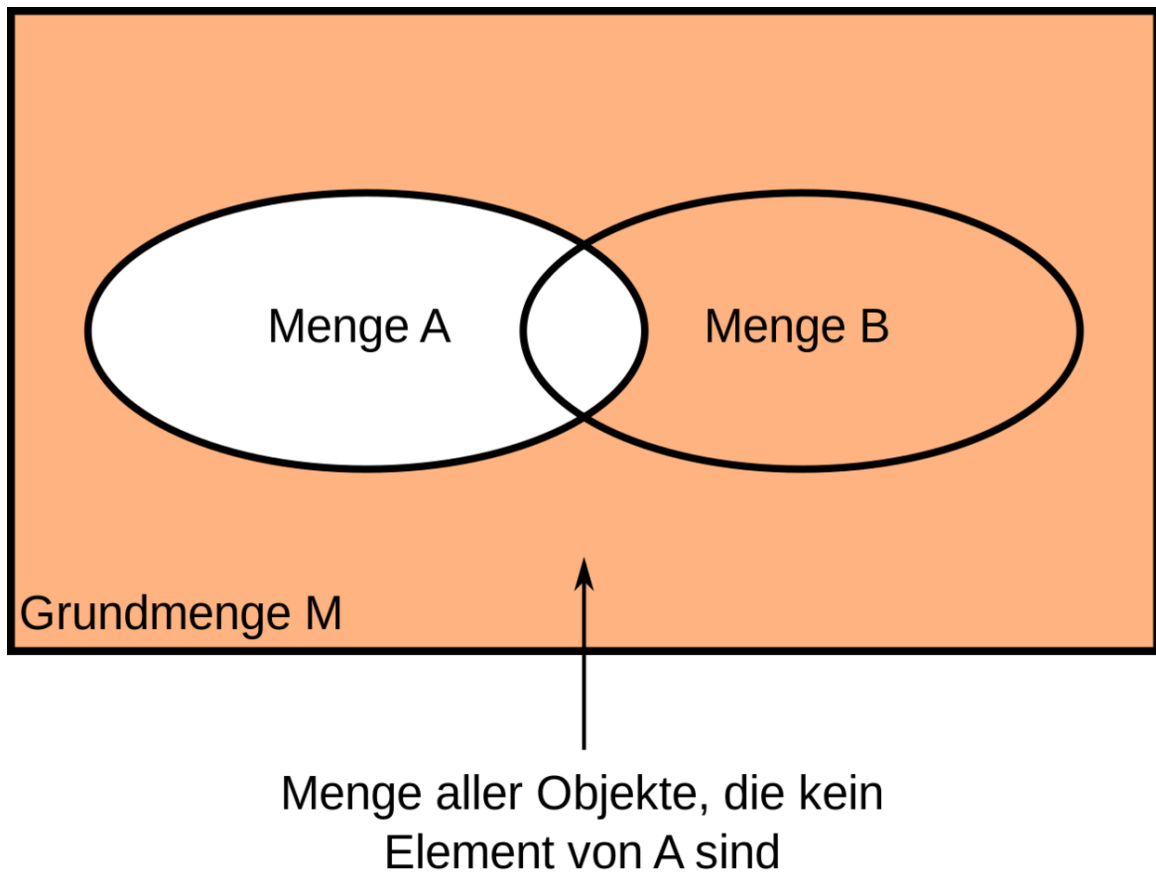 Menge A
Menge B
Grundmenge M
Menge aller Objekte, die kein
Element von A sind